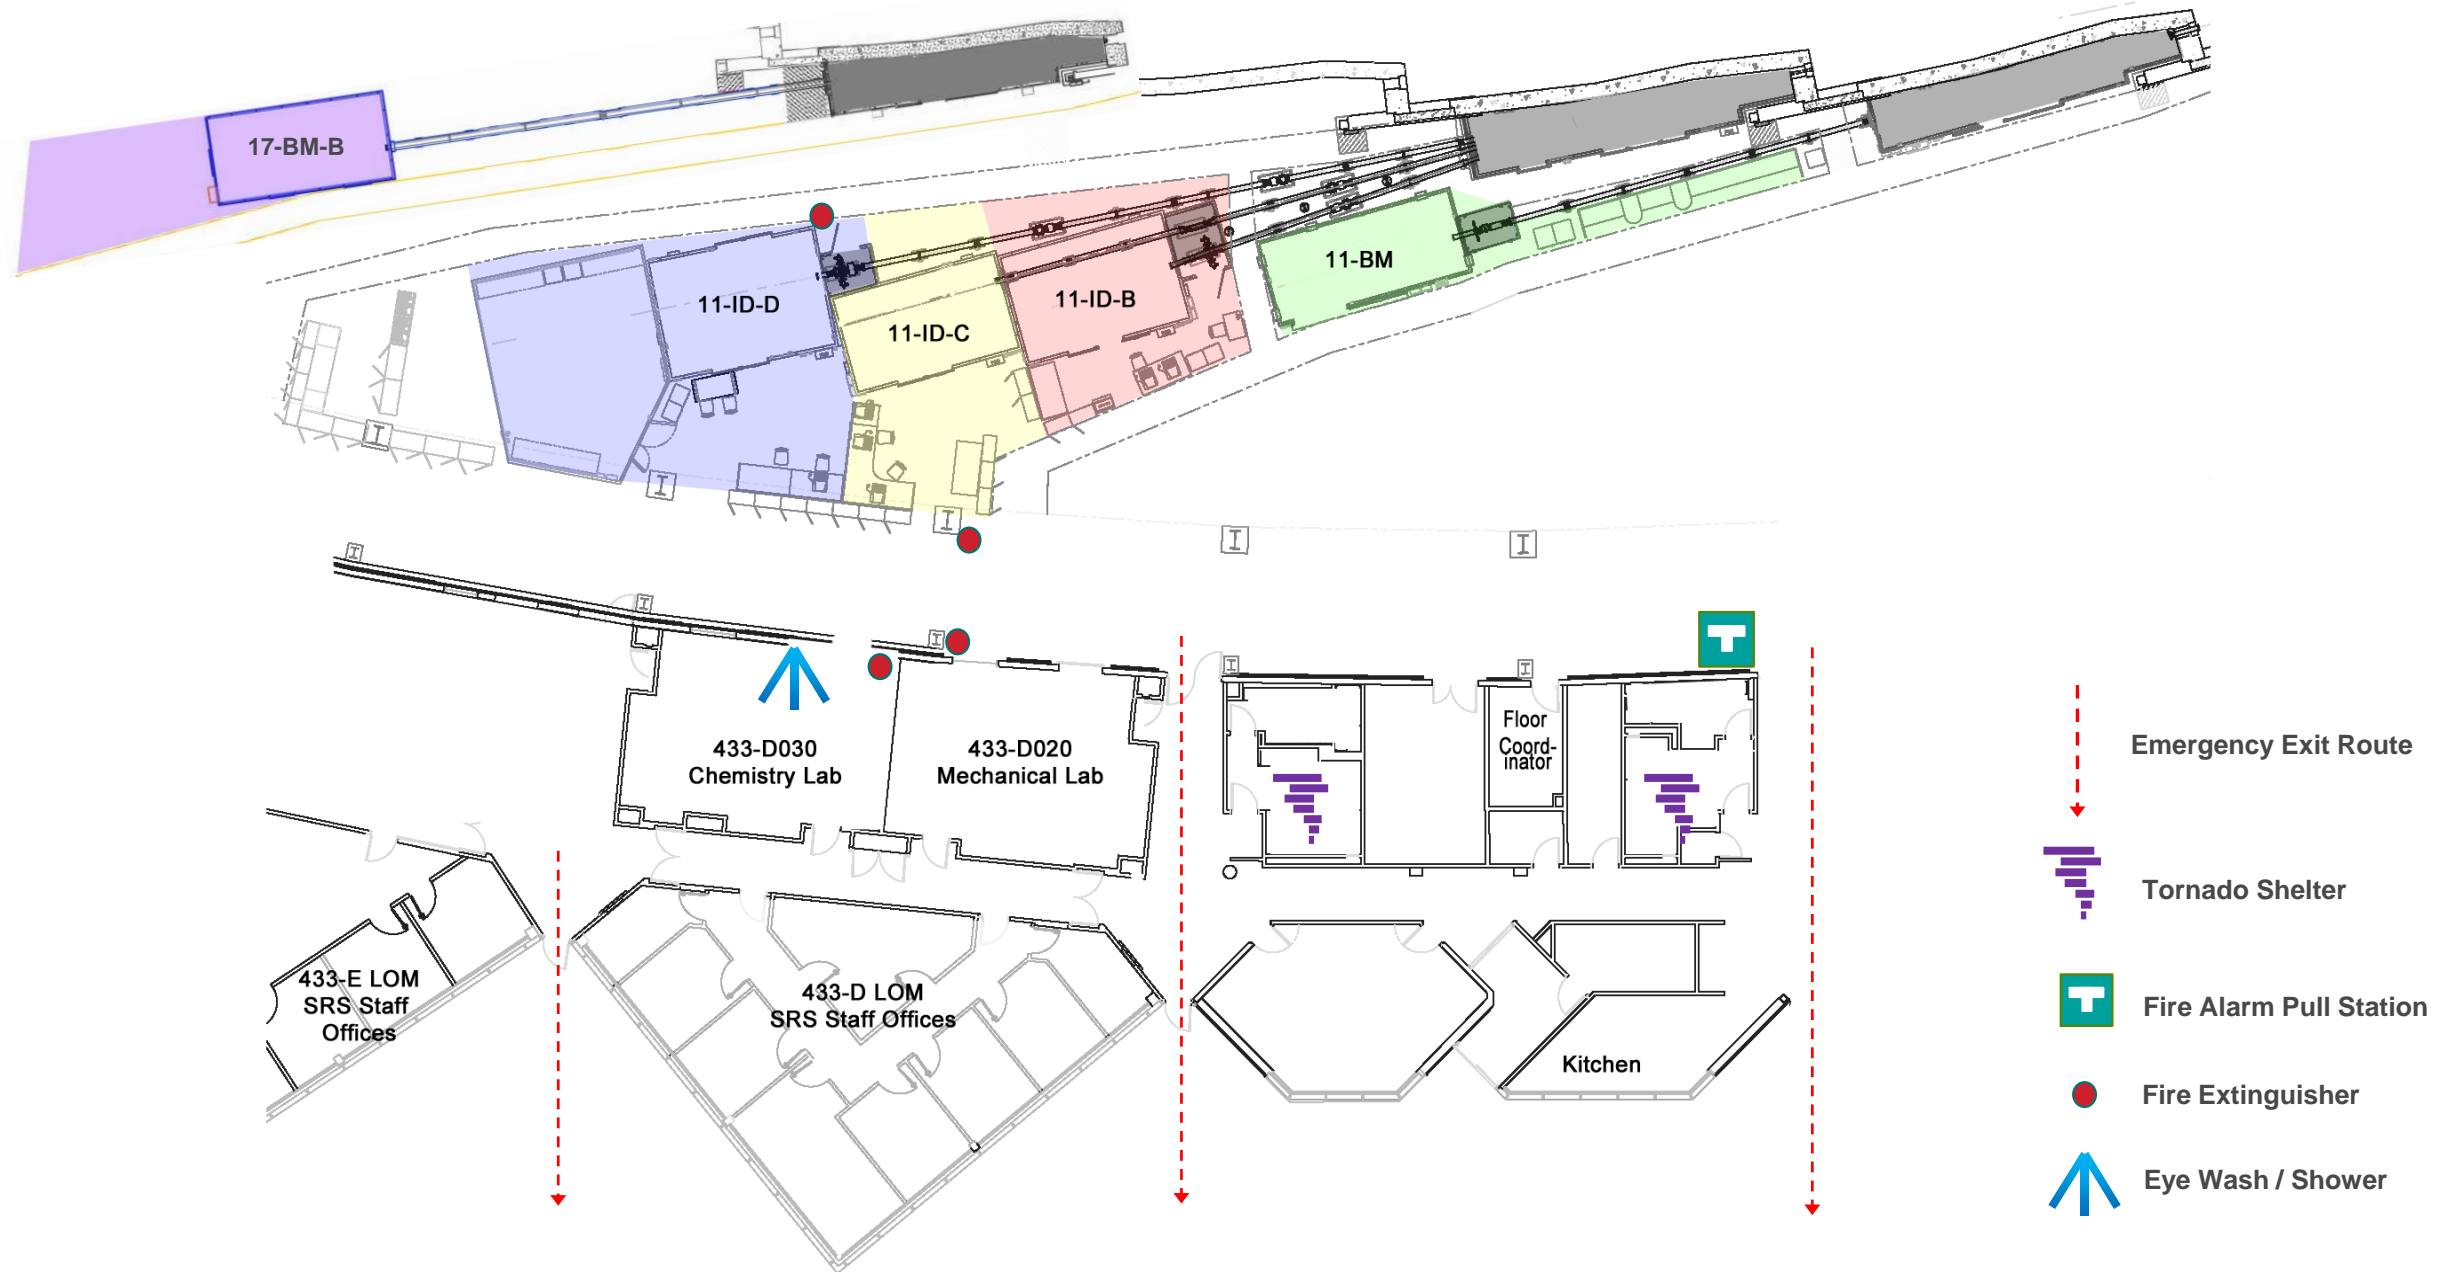 17-BM-B
11-BM
11-ID-B
11-ID-D
11-ID-C
Floor
Coord-
inator
433-D030
Chemistry Lab
433-D020
Mechanical Lab
Emergency Exit Route
Tornado Shelter
433-E LOM
SRS Staff
Offices
433-D LOM
SRS Staff Offices
Fire Alarm Pull Station
Kitchen
Fire Extinguisher
Eye Wash / Shower